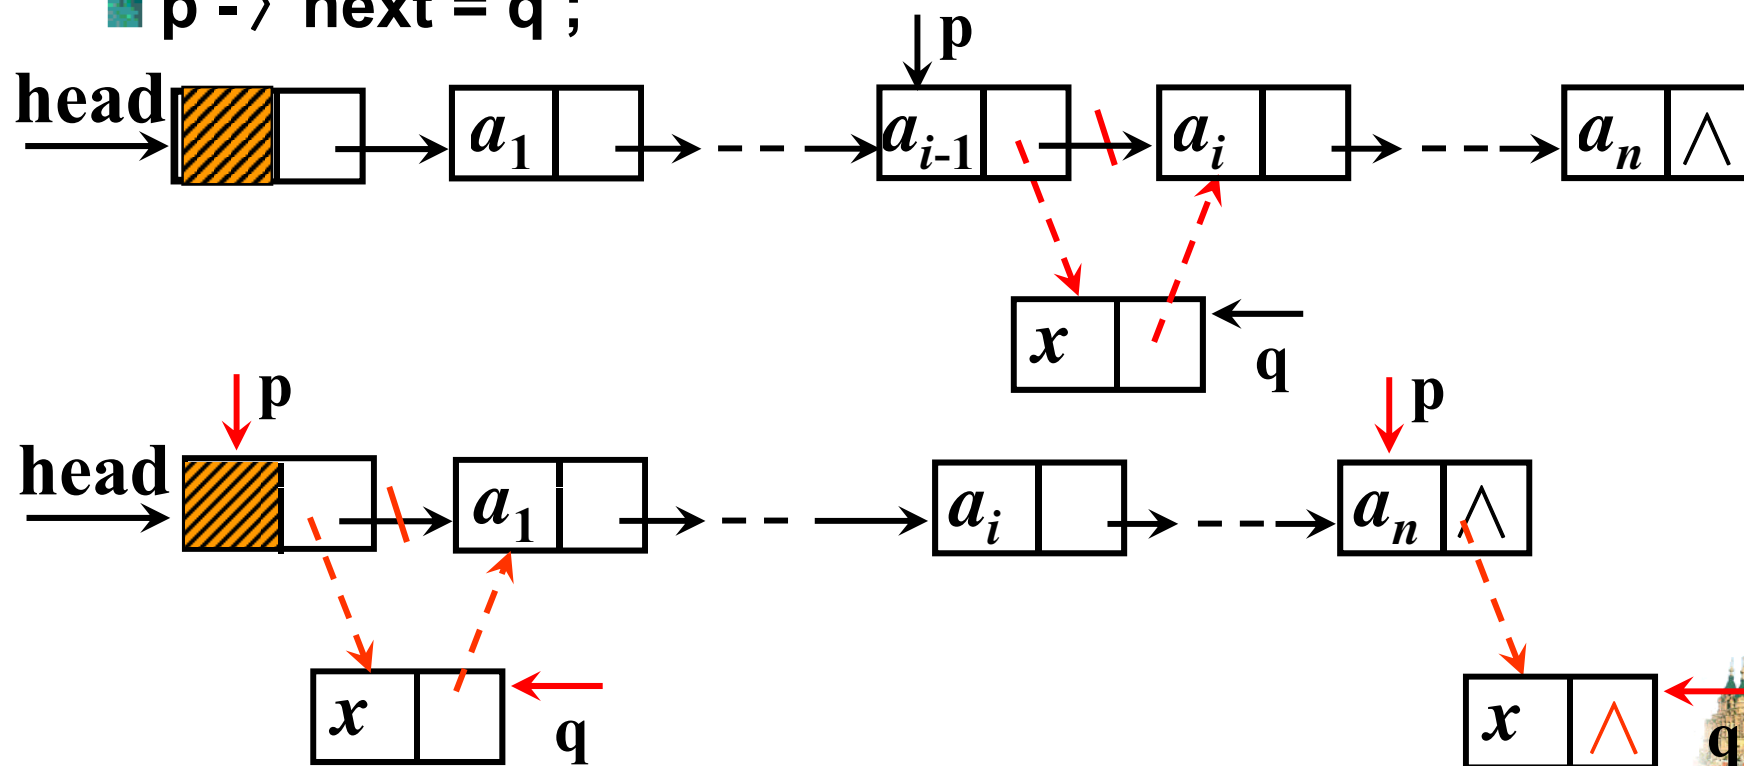 p -〉 next = q ;
p
head a₁ aᵢ₋₁ aᵢ aₙ ∧
x q
p p
head a₁ aᵢ aₙ ∧
x q x ∧ q